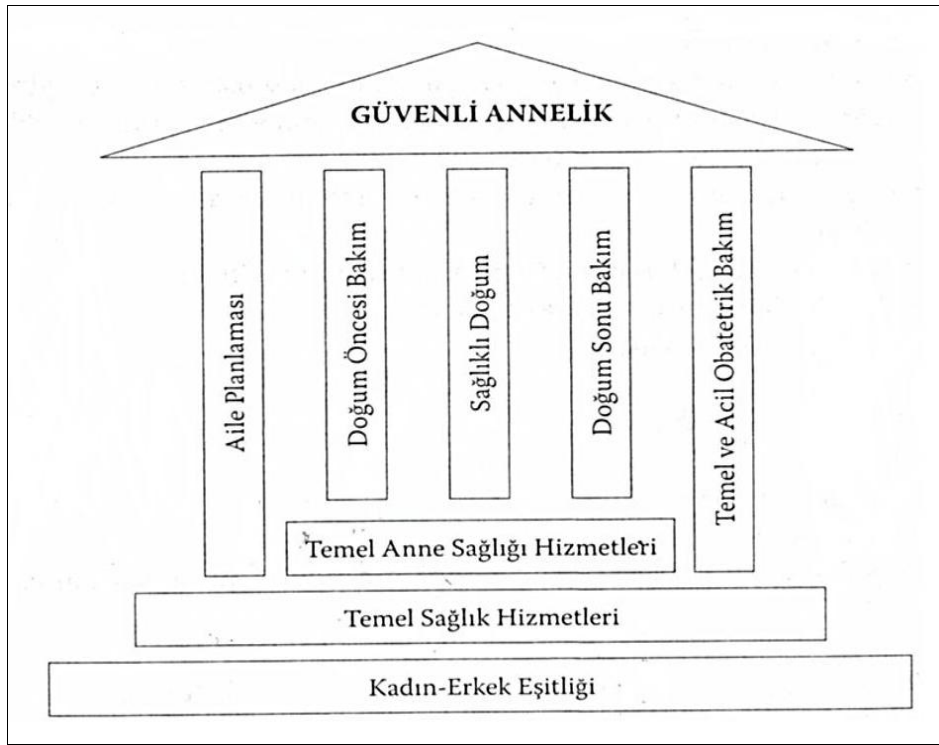 GÜVENLİ ANNELİK
Aile Planlaması
Doğum Öncesi Bakım
Sağlıklı Doğum
Doğum Sonu Bakım
Temel ve Acil Obatetrik Bakım
Temel Anne Sağlığı Hizmetleri
Temel Sağlık Hizmetleri
Kadın-Erkek Eşitliği